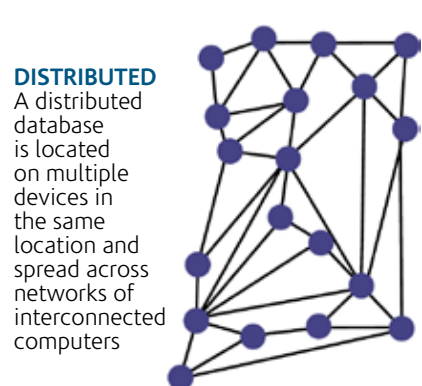 DISTRIBUTED
A distributed
database
is located
on multiple
devices in
the same
location and
spread across
networks of
interconnected
computers